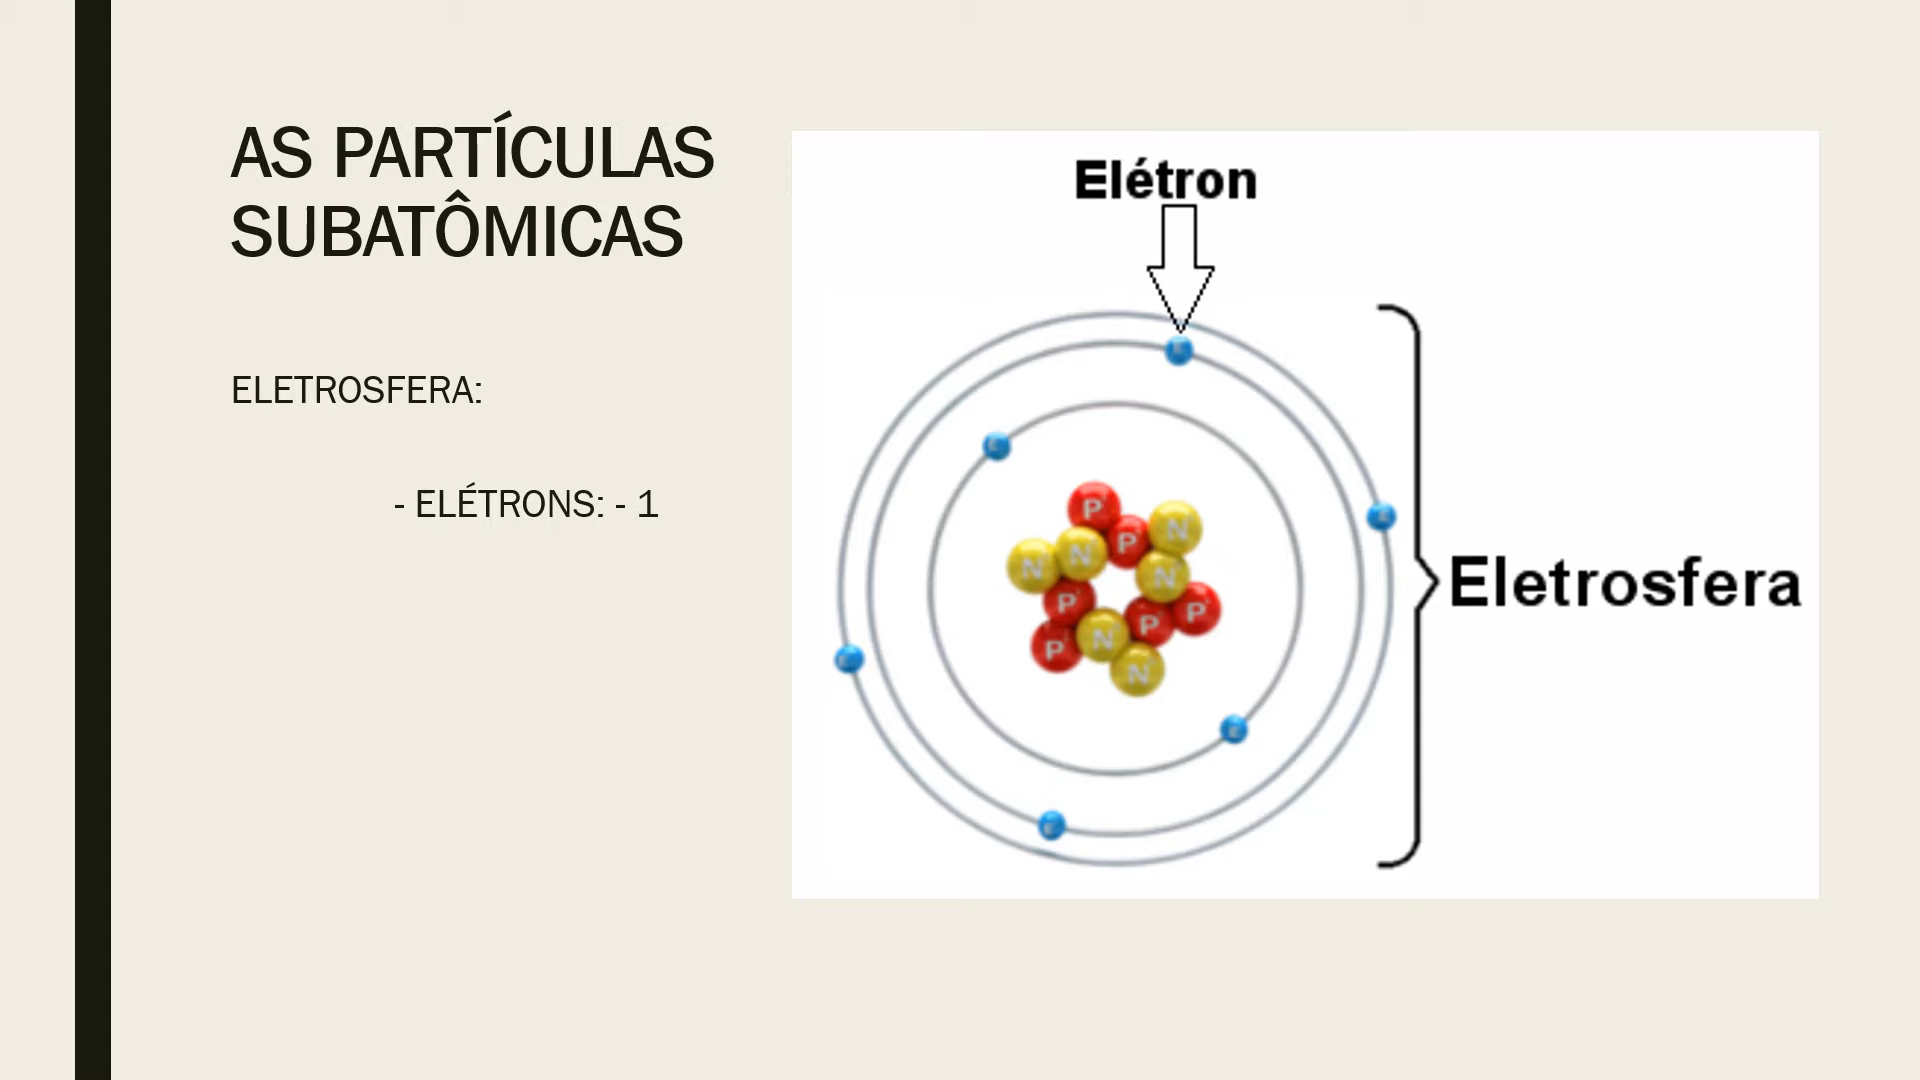 AS PARTÍCULAS
SUBATÔMICAS
ELETROSFERA:
- ELÉTRONS: - 1
Elétron
P
P
N
N
N
N
P
P
P
N
P
N
Eletrosfera